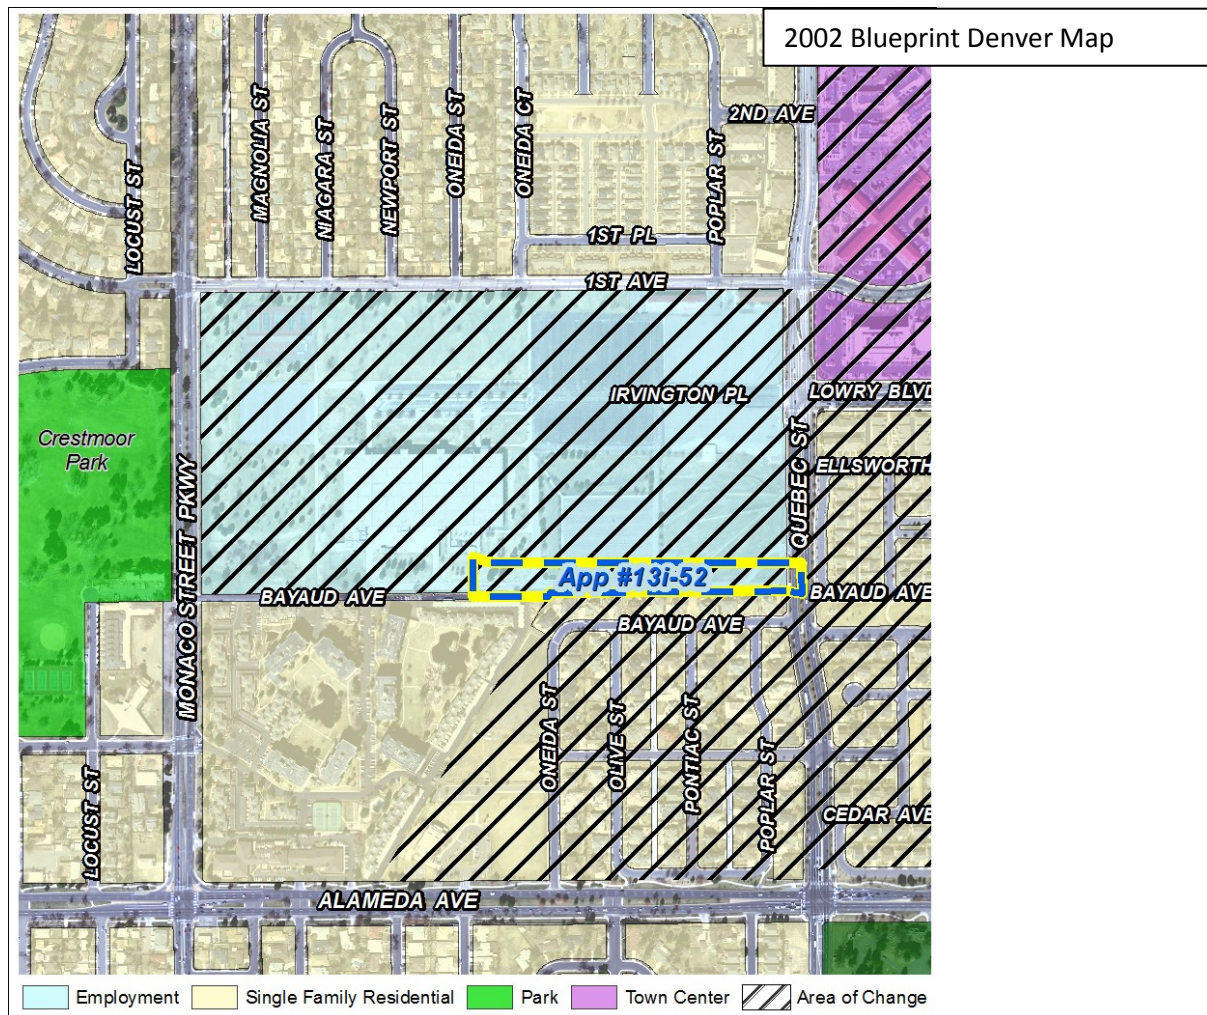 2002 Blueprint Denver Map
2ND AVE
LOCUST ST
MAGNOLIA ST
NIAGARA ST
NEWPORT ST
ONEIDA ST
ONEIDA CT
POPLAR ST
1ST PL
1ST AVE
IRVINGTON PL
LOWRY BLVD
Crestmoor
Park
MONACO STREET PKWY
QUEBEC ST
ELLSWORTH
App #13i-52
BAYAUD AVE
BAYAUD AVE
BAYAUD AVE
ONEIDA ST
OLIVE ST
PONTIAC ST
POPLAR ST
LOCUST ST
CEDAR AVE
ALAMEDA AVE
Employment
Single Family Residential
Park
Town Center
Area of Change